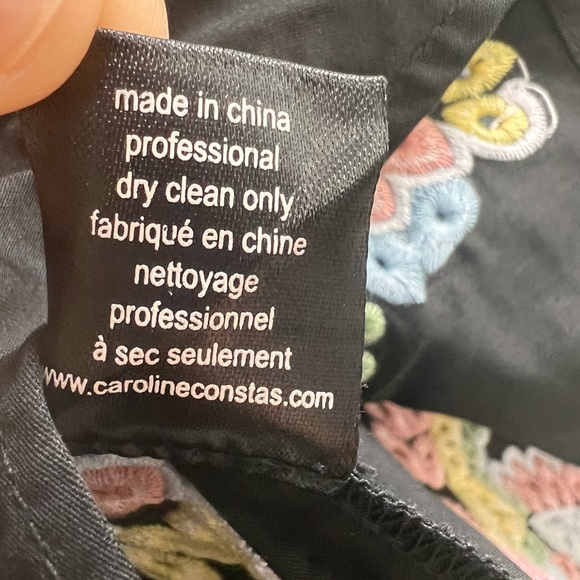 made in china
professional
dry clean only
fabriqué en chine
nettoyage
professionnel
à sec seulement
www.carolineconstas.com